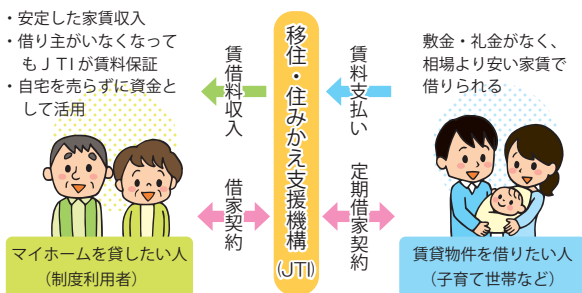 ・安定した家賃収入
・借り主がいなくなって
もＪＴＩが賃料保証
・自宅を売らずに資金と
して活用
賃借料収入
借家契約
マイホームを貸したい人
（制度利用者）
移住・住みかえ支援機構
(JTI)
賃料支払い
定期借家契約
敷金・礼金がなく、
相場より安い家賃で
借りられる
賃貸物件を借りたい人
（子育て世帯など）